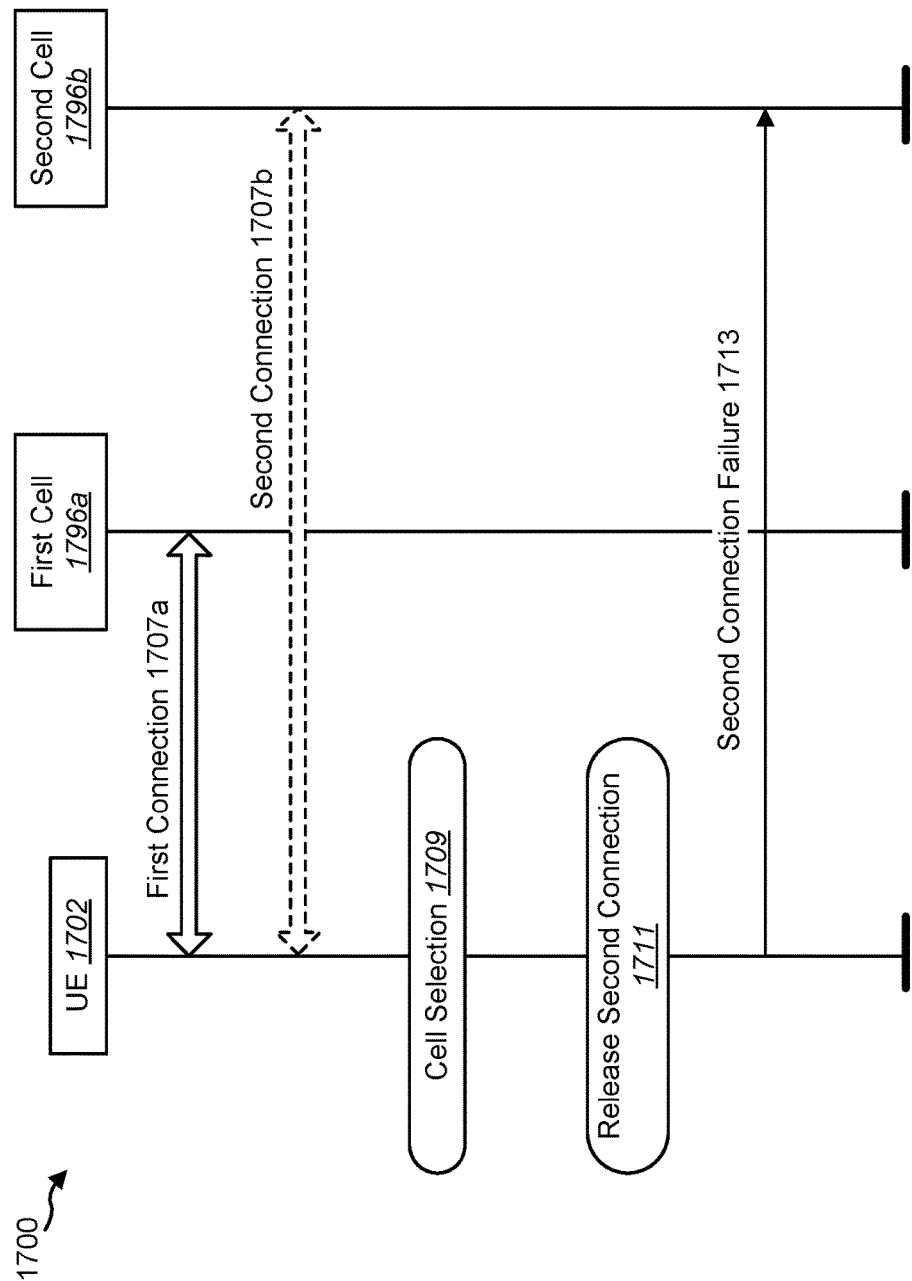 1700
UE 1702
First Cell
1796a
Second Cell
1796b
First Connection 1707a
Second Connection 1707b
Cell Selection 1709
Release Second Connection
1711
Second Connection Failure 1713